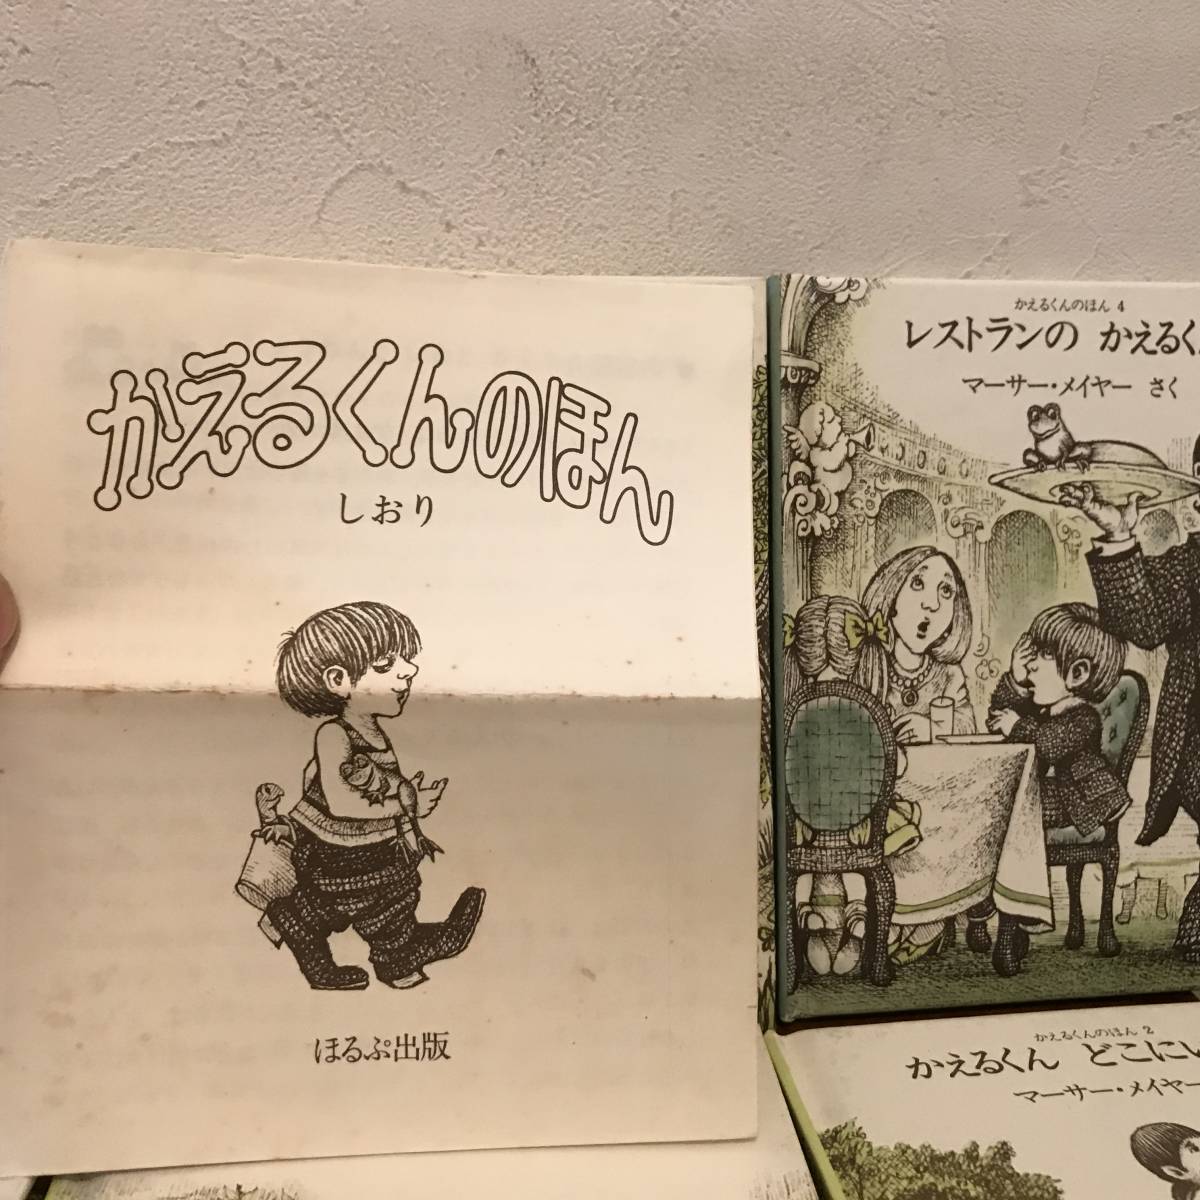 かえるくんのほん
しおり
ほるぷ出版
かえるくんのほん 4
レストランの かえるく
マーサー・メイヤー さく
かえるくんのほん 2
かえるくん どこにい
マーサー・メイヤー